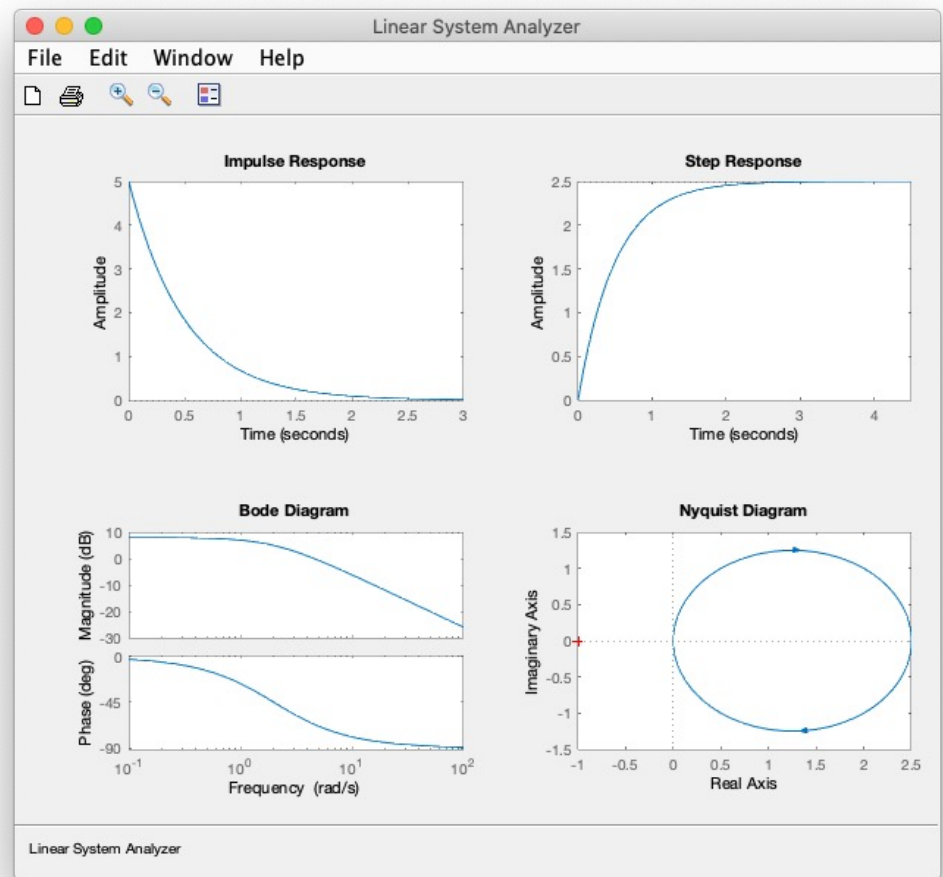 Linear System Analyzer
File Edit Window Help
Impulse Response
5
4
3
2
1
0
Amplitude
0 0.5 1 1.5 2 2.5 3
Time (seconds)
Step Response
2.5
2
1.5
1
0.5
0
Amplitude
0 1 2 3 4
Time (seconds)
Bode Diagram
10
0
-10
-20
-30
Magnitude (dB)
0
-45
-90
Phase (deg)
10^-1 10^0 10^1 10^2
Frequency (rad/s)
Nyquist Diagram
1.5
1
0.5
0
-0.5
-1
-1.5
Imaginary Axis
-1 -0.5 0 0.5 1 1.5 2 2.5
Real Axis
Linear System Analyzer